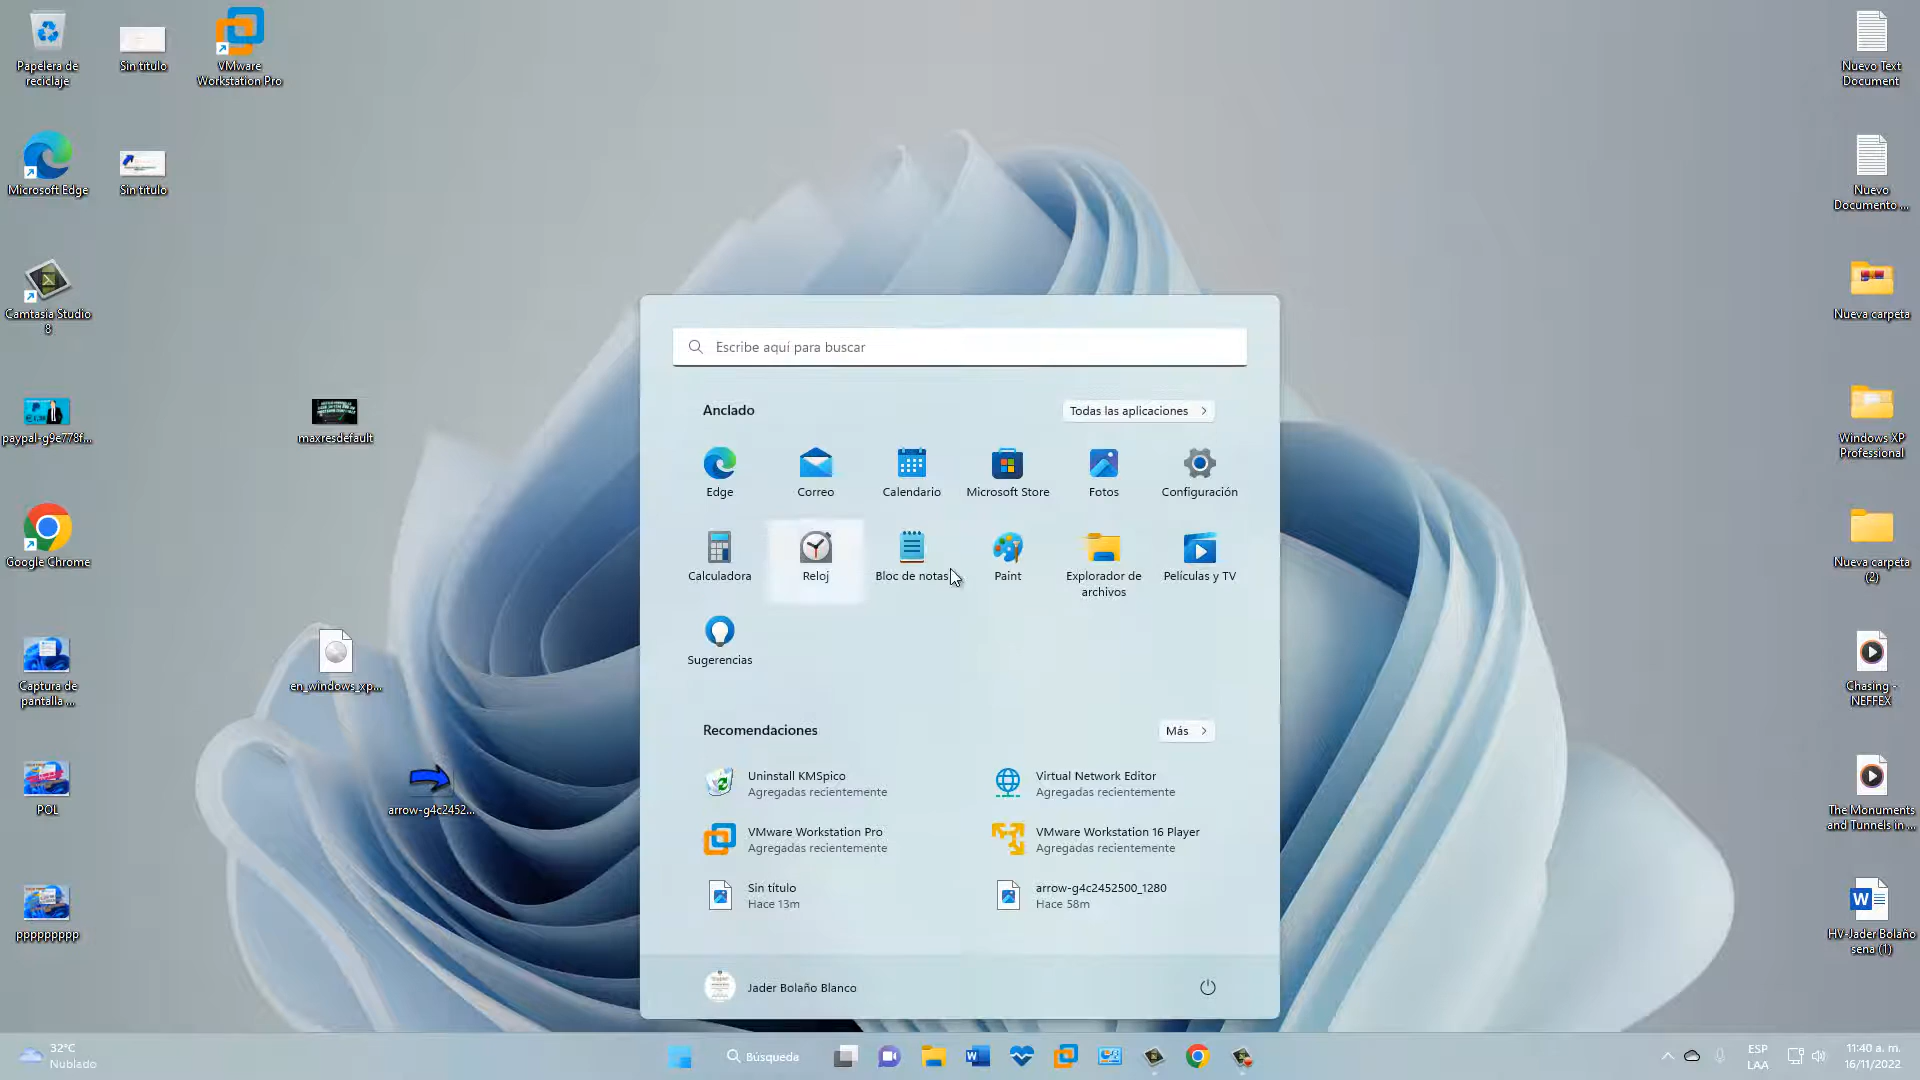 Papelera de
reciclaje
Sin titulo
VMware
Workstation Pro
Microsoft Edge
Sin titulo
Camtasia Studio
8
paypal-g9e778f...
maxresdefault
Google Chrome
en_windows_xp...
Captura de
pantalla ...
arrow-g4c2452...
POL
ppppppppp
Escribe aquí para buscar
Anclado
Todas las aplicaciones
Edge
Correo
Calendario
Microsoft Store
Fotos
Configuración
Calculadora
Reloj
Bloc de notas
Paint
Explorador de
archivos
Películas y TV
Sugerencias
Recomendaciones
Más
Uninstall KMSpico
Agregadas recientemente
Virtual Network Editor
Agregadas recientemente
VMware Workstation Pro
Agregadas recientemente
VMware Workstation 16 Player
Agregadas recientemente
Sin título
Hace 13m
arrow-g4c2452500_1280
Hace 58m
Jader Bolaño Blanco
Nuevo Text
Document
Nuevo
Documento ...
Nueva carpeta
Windows XP
Professional
Nueva carpeta
(2)
Chasing -
NEFFEX
The Monuments
and Tunnels in ...
HV-Jader Bolaño
sena (1)
32°C
Nublado
Búsqueda
ESP
LAA
11:40 a. m.
16/11/2022